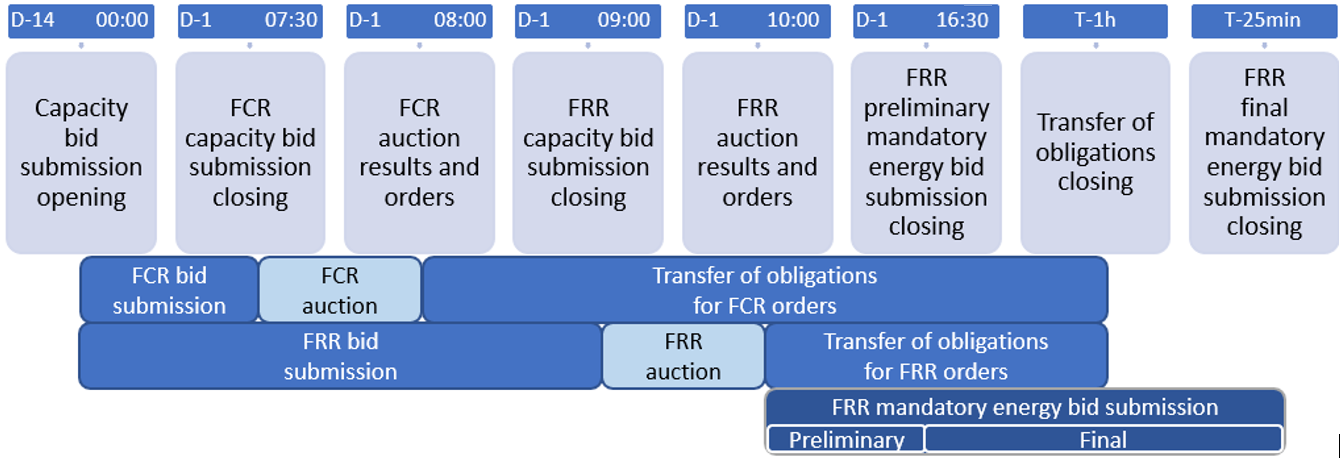 D-14 00:00
D-1 07:30
D-1 08:00
D-1 09:00
D-1 10:00
D-1 16:30
T-1h
T-25min
Capacity
bid
submission
opening
FCR
capacity bid
submission
closing
FCR
auction
results and
orders
FRR
capacity bid
submission
closing
FRR
auction
results and
orders
FRR
preliminary
mandatory
energy bid
submission
closing
Transfer of
obligations
closing
FRR
final
mandatory
energy bid
submission
closing
FCR bid
submission
FCR
auction
Transfer of obligations
for FCR orders
FRR bid
submission
FRR
auction
Transfer of obligations
for FRR orders
FRR mandatory energy bid submission
Preliminary
Final